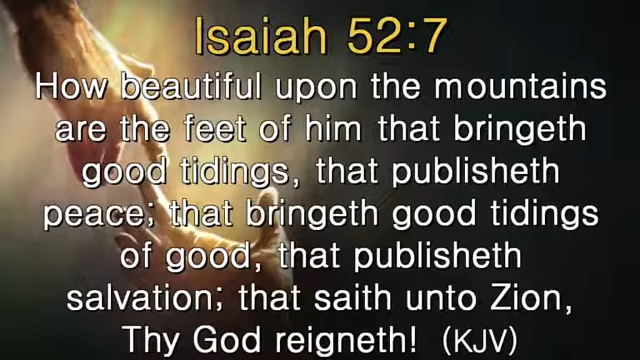 Isaiah 52:7
How beautiful upon the mountains
are the feet of him that bringeth
good tidings, that publisheth
peace; that bringeth good tidings
of good, that publisheth
salvation; that saith unto Zion,
Thy God reigneth! (KJV)